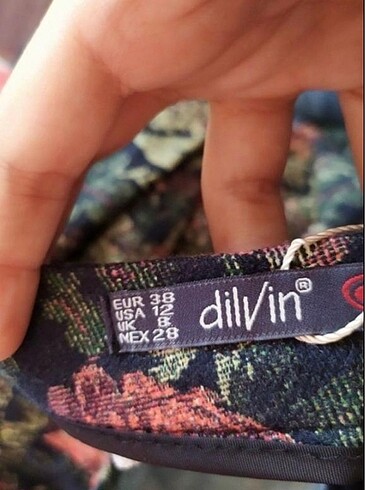 EUR 38
USA 12
UK 8
MEX 28
dilvin®